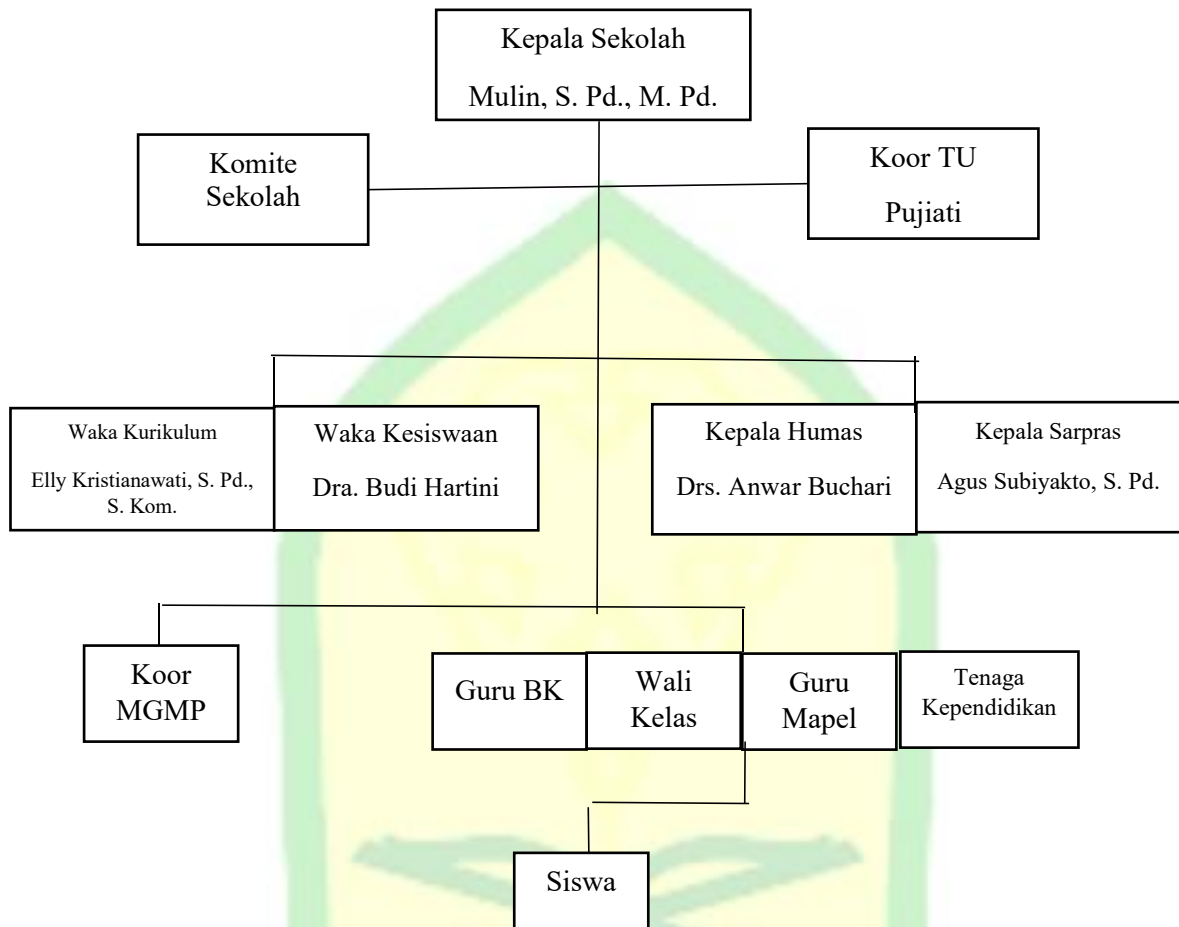 Kepala Sekolah
Mulin, S. Pd., M. Pd.
Komite
Sekolah
Koor TU
Pujiati
Waka Kurikulum
Elly Kristianawati, S. Pd.,
S. Kom.
Waka Kesiswaan
Dra. Budi Hartini
Kepala Humas
Drs. Anwar Buchari
Kepala Sarpras
Agus Subiyakto, S. Pd.
Koor
MGMP
Guru BK
Wali
Kelas
Guru
Mapel
Tenaga
Kependidikan
Siswa